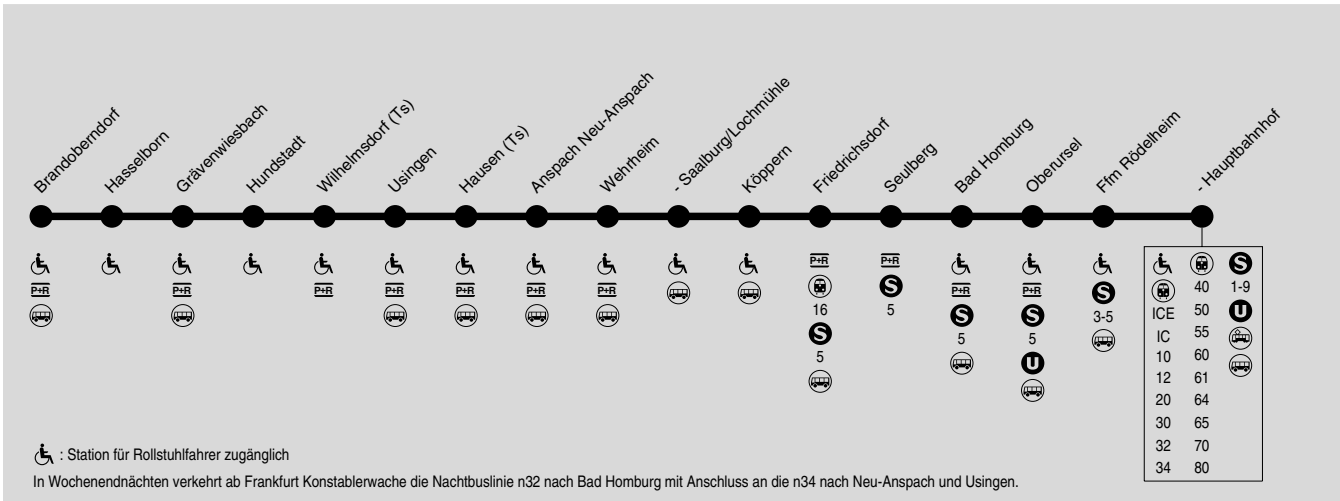 Brandoberndorf
Hasselborn
Grävenwiesbach
Hundstadt
Wilhelmsdorf (Ts)
Usingen
Hausen (Ts)
Anspach Neu-Anspach
Wehrheim
- Saalburg/Lochmühle
Köppern
Friedrichsdorf
Seulberg
Bad Homburg
Oberursel
Ffm Rödelheim
- Hauptbahnhof
P+R
P+R
P+R
P+R
P+R
P+R
P+R
P+R
16
S
5
P+R
S
5
P+R
S
5
P+R
S
5
U
S
3-5
ICE
IC
10
12
20
30
32
34
40
50
55
60
61
64
65
70
80
S
1-9
U
: Station für Rollstuhlfahrer zugänglich
In Wochenendnächten verkehrt ab Frankfurt Konstablerwache die Nachtbuslinie n32 nach Bad Homburg mit Anschluss an die n34 nach Neu-Anspach und Usingen.